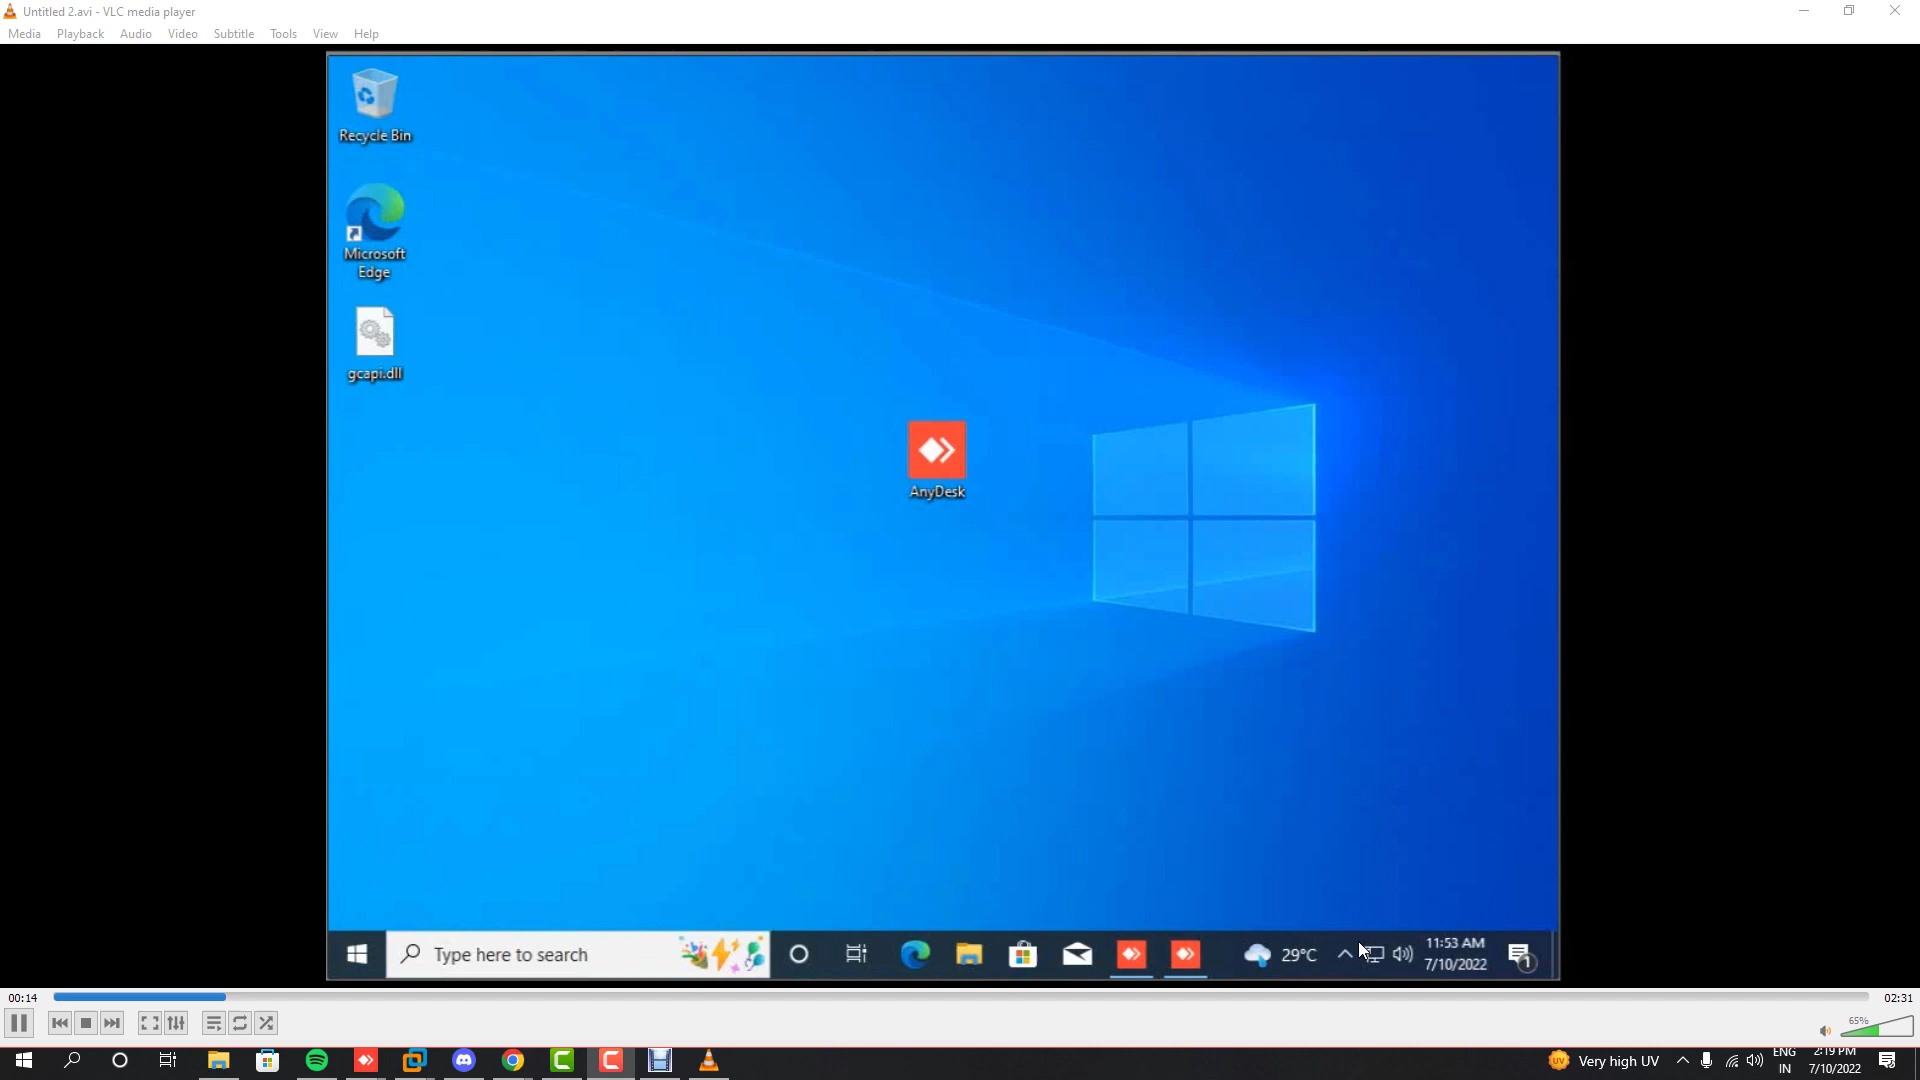 Untitled 2.avi - VLC media player
Media Playback Audio Video Subtitle Tools View Help
Recycle Bin
Microsoft
Edge
gcapi.dll
AnyDesk
Type here to search
29°C
11:53 AM
7/10/2022
1
00:14
02:31
65%
UV
Very high UV
ENG
IN
2:19 PM
7/10/2022